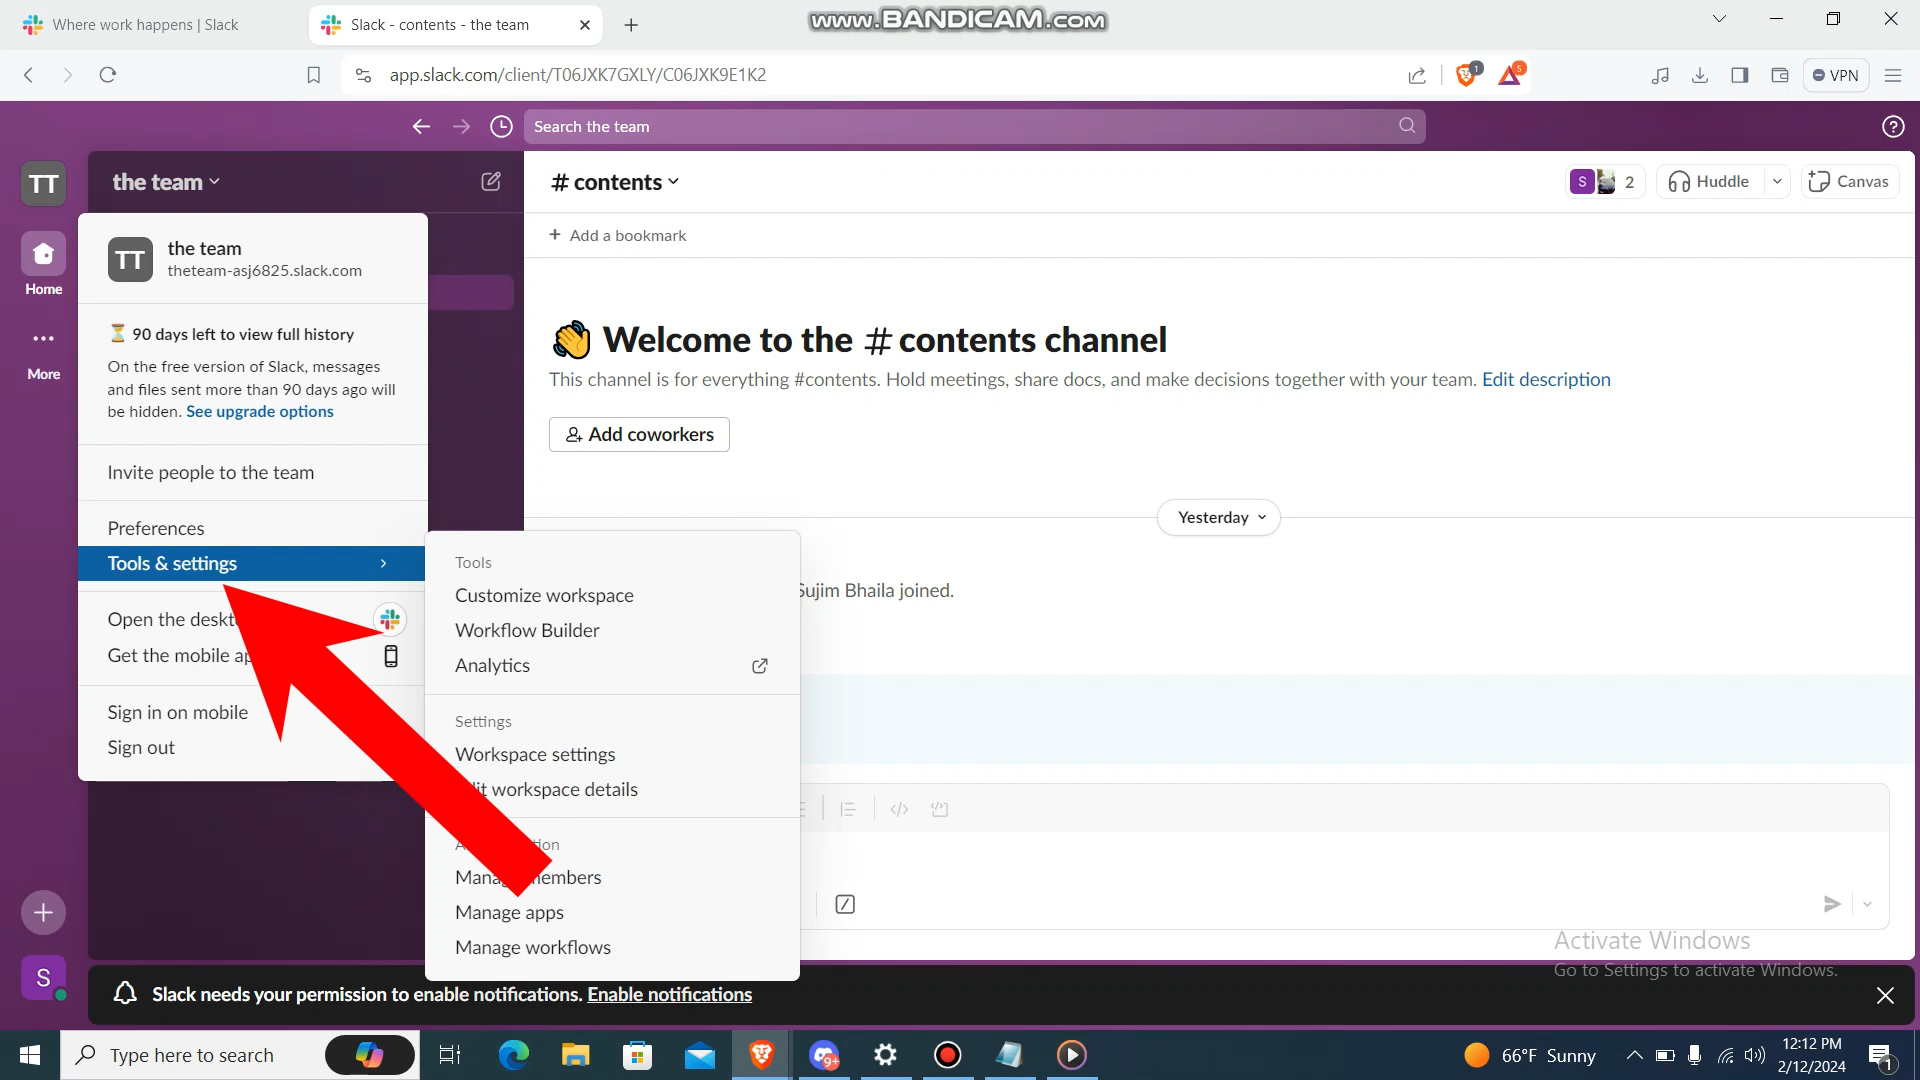 Where work happens | Slack
Slack - contents - the team
www.BANDICAM.com
app.slack.com/client/T06JXK7GXLY/C06JXK9E1K2
1
5
VPN
Search the team
TT
the team
# contents
S
2
Huddle
Canvas
TT
the team
theteam-asj6825.slack.com
Add a bookmark
Home
90 days left to view full history
On the free version of Slack, messages
and files sent more than 90 days ago will
be hidden. See upgrade options
More
Welcome to the # contents channel
This channel is for everything #contents. Hold meetings, share docs, and make decisions together with your team. Edit description
Add coworkers
Invite people to the team
Yesterday
Preferences
Tools & settings
Tools
Customize workspace
Sujim Bhaila joined.
Open the
Workflow Builder
Get the mobile
Analytics
Sign in on mobile
Settings
Sign out
Workspace settings
workspace details
Manage members
Manage apps
Manage workflows
S
Activate Windows
Go to Settings to activate Windows.
Slack needs your permission to enable notifications. Enable notifications
Type here to search
9+
66°F Sunny
12:12 PM
2/12/2024
1